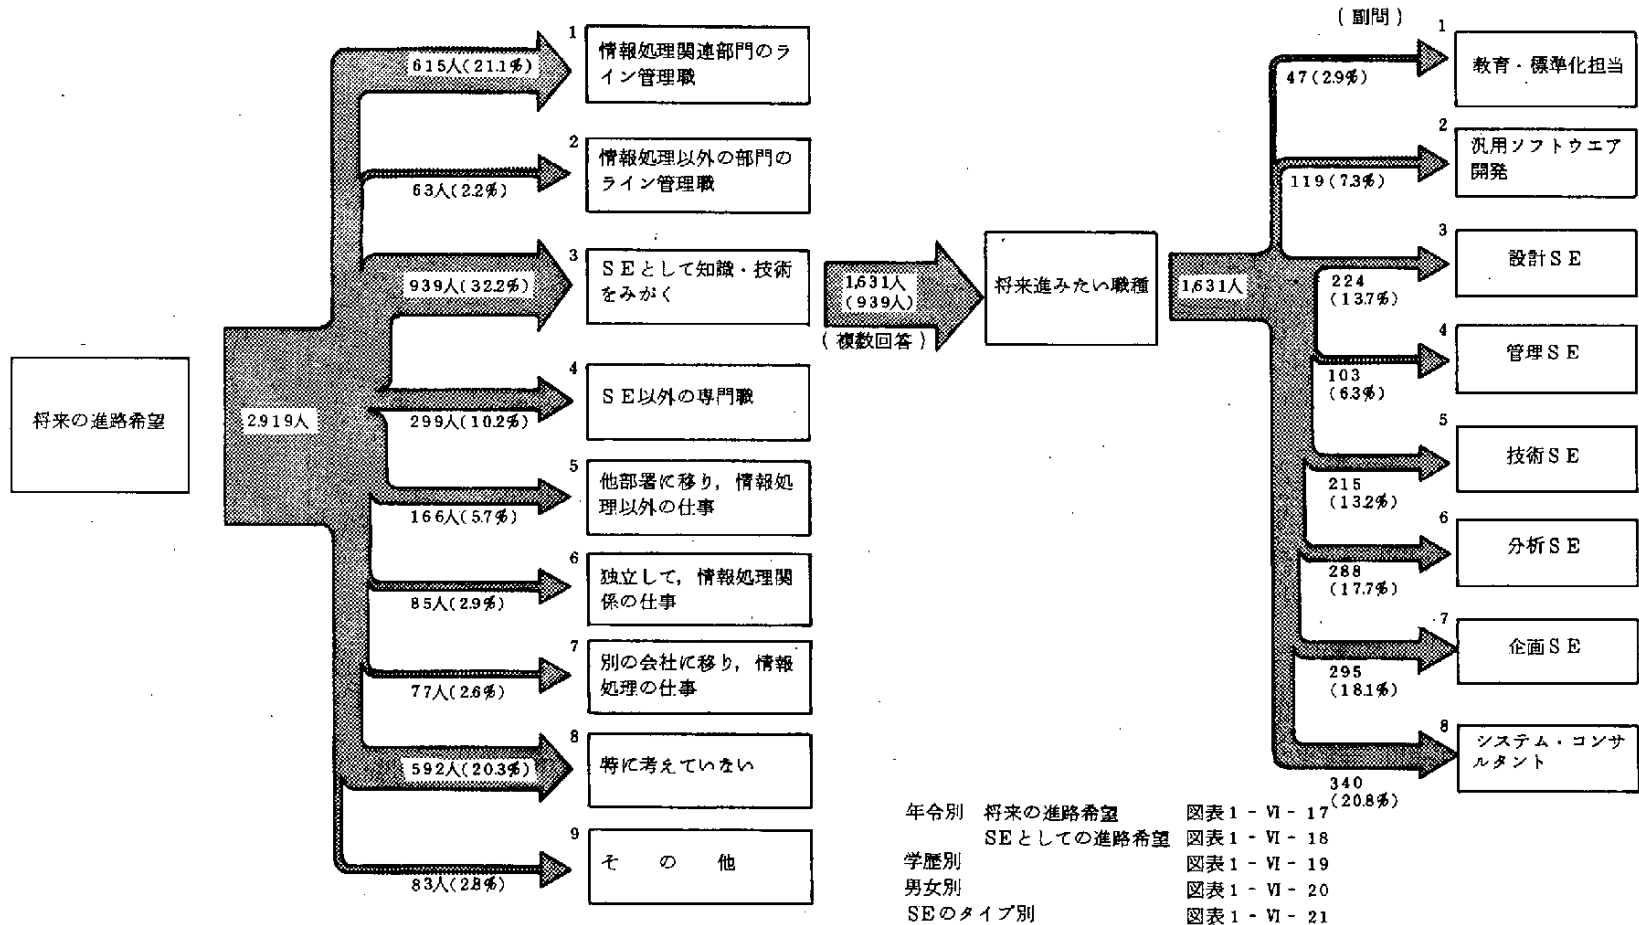 将来の進路希望
2,919人
615人(21.1%)
1
情報処理関連部門のラ
イン管理職
63人(2.2%)
2
情報処理以外の部門の
ライン管理職
939人(32.2%)
3
SEとして知識・技術
をみがく
299人(10.2%)
4
SE以外の専門職
166人(5.7%)
5
他部署に移り,情報処
理以外の仕事
85人(2.9%)
6
独立して,情報処理関
係の仕事
77人(2.6%)
7
別の会社に移り,情報
処理の仕事
592人(20.3%)
8
特に考えていない
83人(2.8%)
9
その他
1,631人
(939人)
(複数回答)
将来進みたい職種
1,631人
(副問)
47(2.9%)
1
教育・標準化担当
119(7.3%)
2
汎用ソフトウエア
開発
224
(13.7%)
3
設計SE
103
(6.3%)
4
管理SE
215
(13.2%)
5
技術SE
288
(17.7%)
6
分析SE
295
(18.1%)
7
企画SE
340
(20.8%)
8
システム・コンサ
ルタント
年令別 将来の進路希望 図表1-Ⅵ-17
SEとしての進路希望 図表1-Ⅵ-18
学歴別 図表1-Ⅵ-19
男女別 図表1-Ⅵ-20
SEのタイプ別 図表1-Ⅵ-21